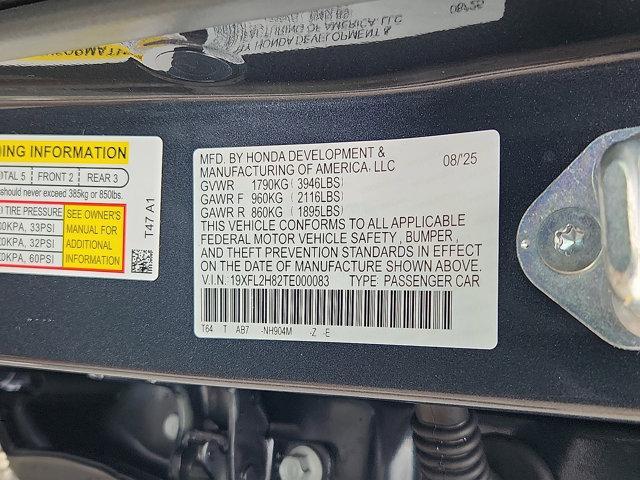 NG INFORMATION
OTAL 5 FRONT 2 REAR 3
should never exceed 385kg or 850lbs.
TIRE PRESSURE
0KPA, 33PSI
0KPA, 32PSI
0KPA, 60PSI
SEE OWNER'S
MANUAL FOR
ADDITIONAL
INFORMATION
T47 A1
MFD. BY HONDA DEVELOPMENT &
MANUFACTURING OF AMERICA, LLC 08/'25
GVWR 1790KG (3946LBS)
GAWR F 960KG (2116LBS)
GAWR R 860KG (1895LBS)
THIS VEHICLE CONFORMS TO ALL APPLICABLE
FEDERAL MOTOR VEHICLE SAFETY, BUMPER,
AND THEFT PREVENTION STANDARDS IN EFFECT
ON THE DATE OF MANUFACTURE SHOWN ABOVE.
V.I.N.: 19XFL2H82TE000083 TYPE: PASSENGER CAR
T64 T AB7 -NH904M -Z -E